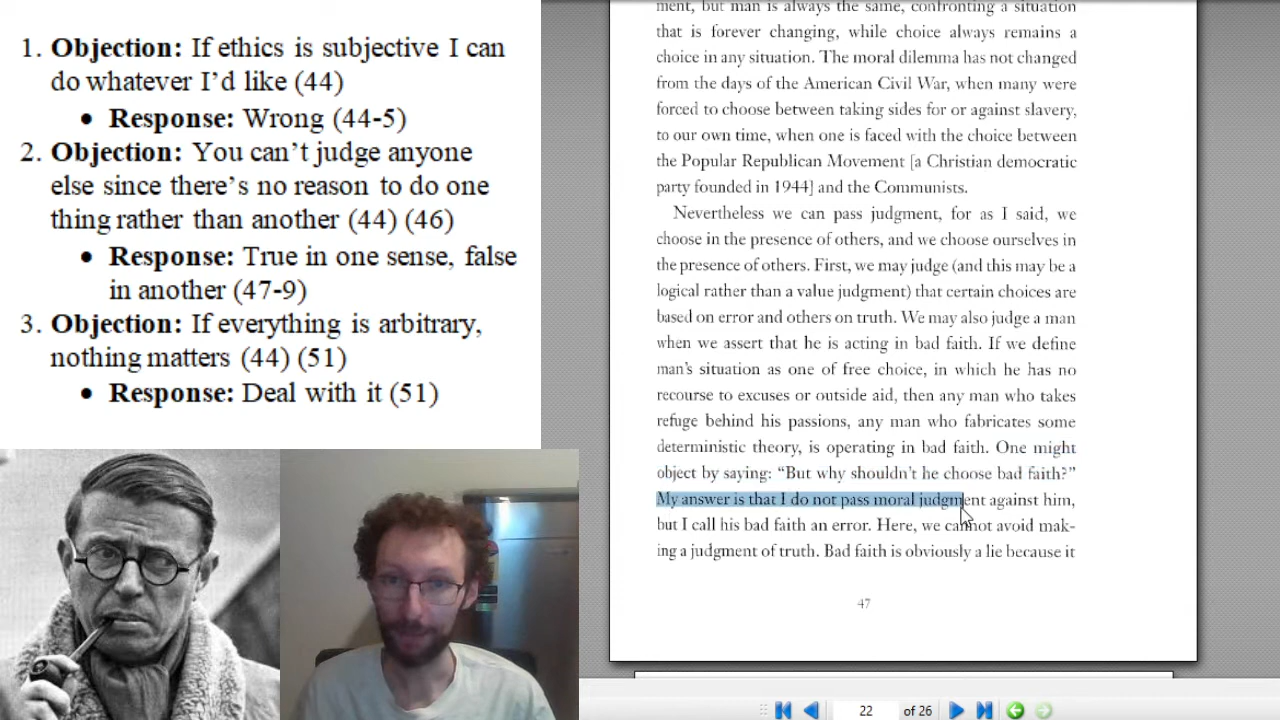 1. Objection: If ethics is subjective I can
do whatever I’d like (44)
• Response: Wrong (44-5)
2. Objection: You can’t judge anyone
else since there’s no reason to do one
thing rather than another (44) (46)
• Response: True in one sense, false
in another (47-9)
3. Objection: If everything is arbitrary,
nothing matters (44) (51)
• Response: Deal with it (51)
ment, but man is always the same, confronting a situation
that is forever changing, while choice always remains a
choice in any situation. The moral dilemma has not changed
from the days of the American Civil War, when many were
forced to choose between taking sides for or against slavery,
to our own time, when one is faced with the choice between
the Popular Republican Movement [a Christian democratic
party founded in 1944] and the Communists.
Nevertheless we can pass judgment, for as I said, we
choose in the presence of others, and we choose ourselves in
the presence of others. First, we may judge (and this may be a
logical rather than a value judgment) that certain choices are
based on error and others on truth. We may also judge a man
when we assert that he is acting in bad faith. If we define
man’s situation as one of free choice, in which he has no
recourse to excuses or outside aid, then any man who takes
refuge behind his passions, any man who fabricates some
deterministic theory, is operating in bad faith. One might
object by saying: “But why shouldn’t he choose bad faith?”
My answer is that I do not pass moral judgment against him,
but I call his bad faith an error. Here, we cannot avoid mak-
ing a judgment of truth. Bad faith is obviously a lie because it
47
22 of 26